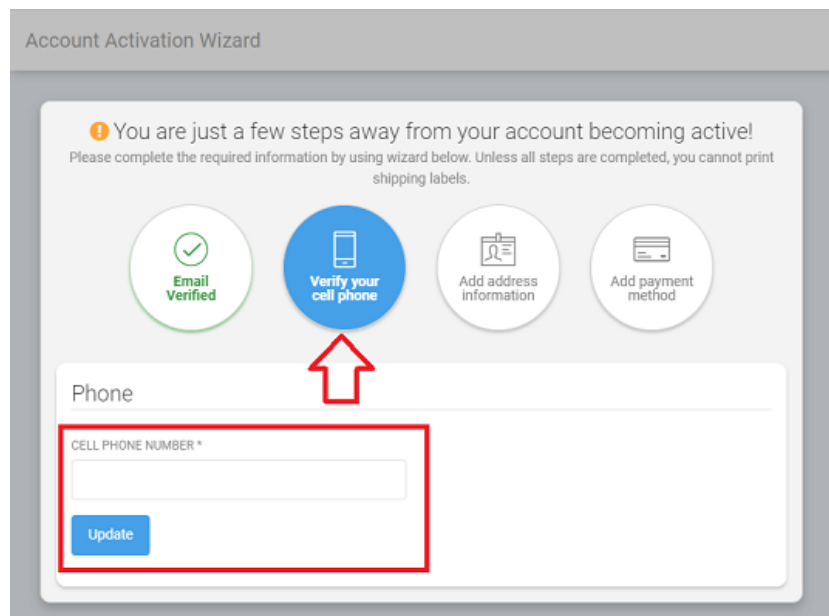 Account Activation Wizard
You are just a few steps away from your account becoming active!
Please complete the required information by using wizard below. Unless all steps are completed, you cannot print
shipping labels.
Email
Verified
Verify your
cell phone
Add address
information
Add payment
method
Phone
CELL PHONE NUMBER *
Update